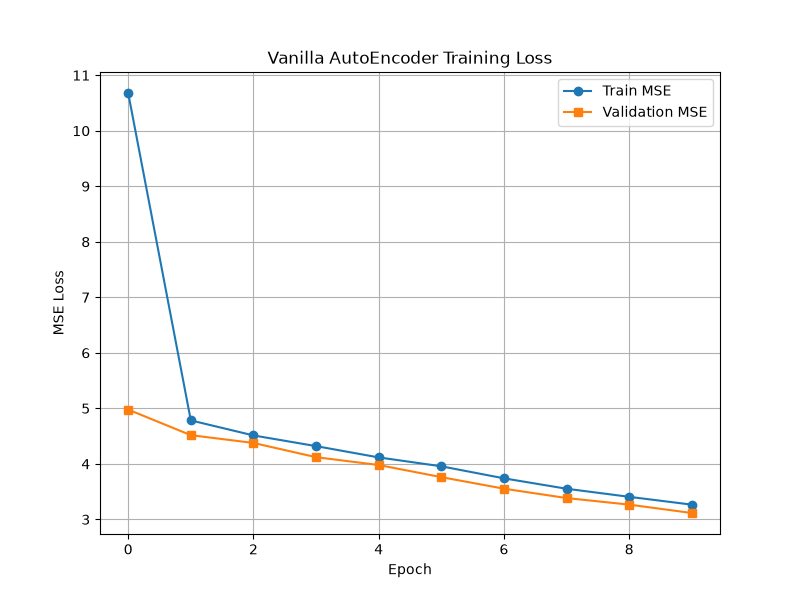 Vanilla AutoEncoder Training Loss
11
10
9
8
7
6
5
4
3
MSE Loss
Train MSE
Validation MSE
0 2 4 6 8
Epoch